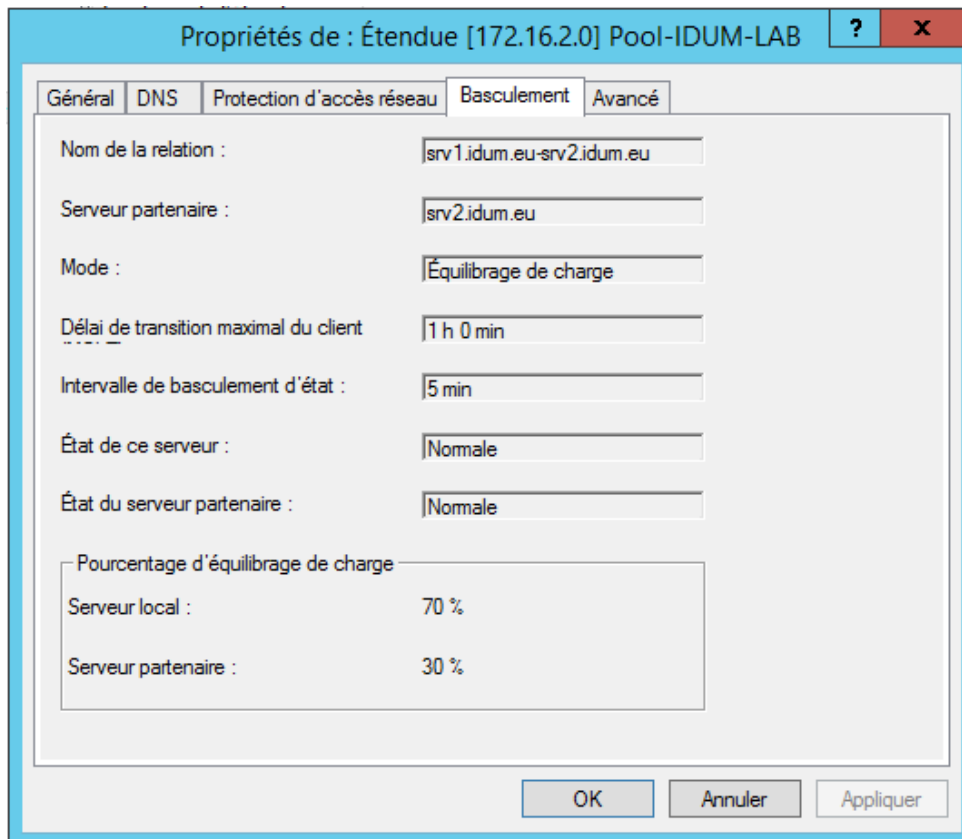 Propriétés de : Étendue [172.16.2.0] Pool-IDUM-LAB ? x
Général DNS Protection d'accès réseau Basculement Avancé
Nom de la relation : srv1.idum.eu-srv2.idum.eu
Serveur partenaire : srv2.idum.eu
Mode : Équilibrage de charge
Délai de transition maximal du client 1 h 0 min
Intervalle de basculement d'état : 5 min
État de ce serveur : Normale
État du serveur partenaire : Normale
Pourcentage d'équilibrage de charge
Serveur local : 70 %
Serveur partenaire : 30 %
OK Annuler Appliquer